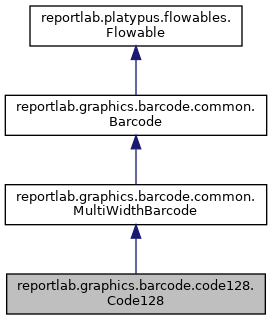 reportlab.platypus.flowables.
Flowable
reportlab.graphics.barcode.common.
Barcode
reportlab.graphics.barcode.common.
MultiWidthBarcode
reportlab.graphics.barcode.code128.
Code128